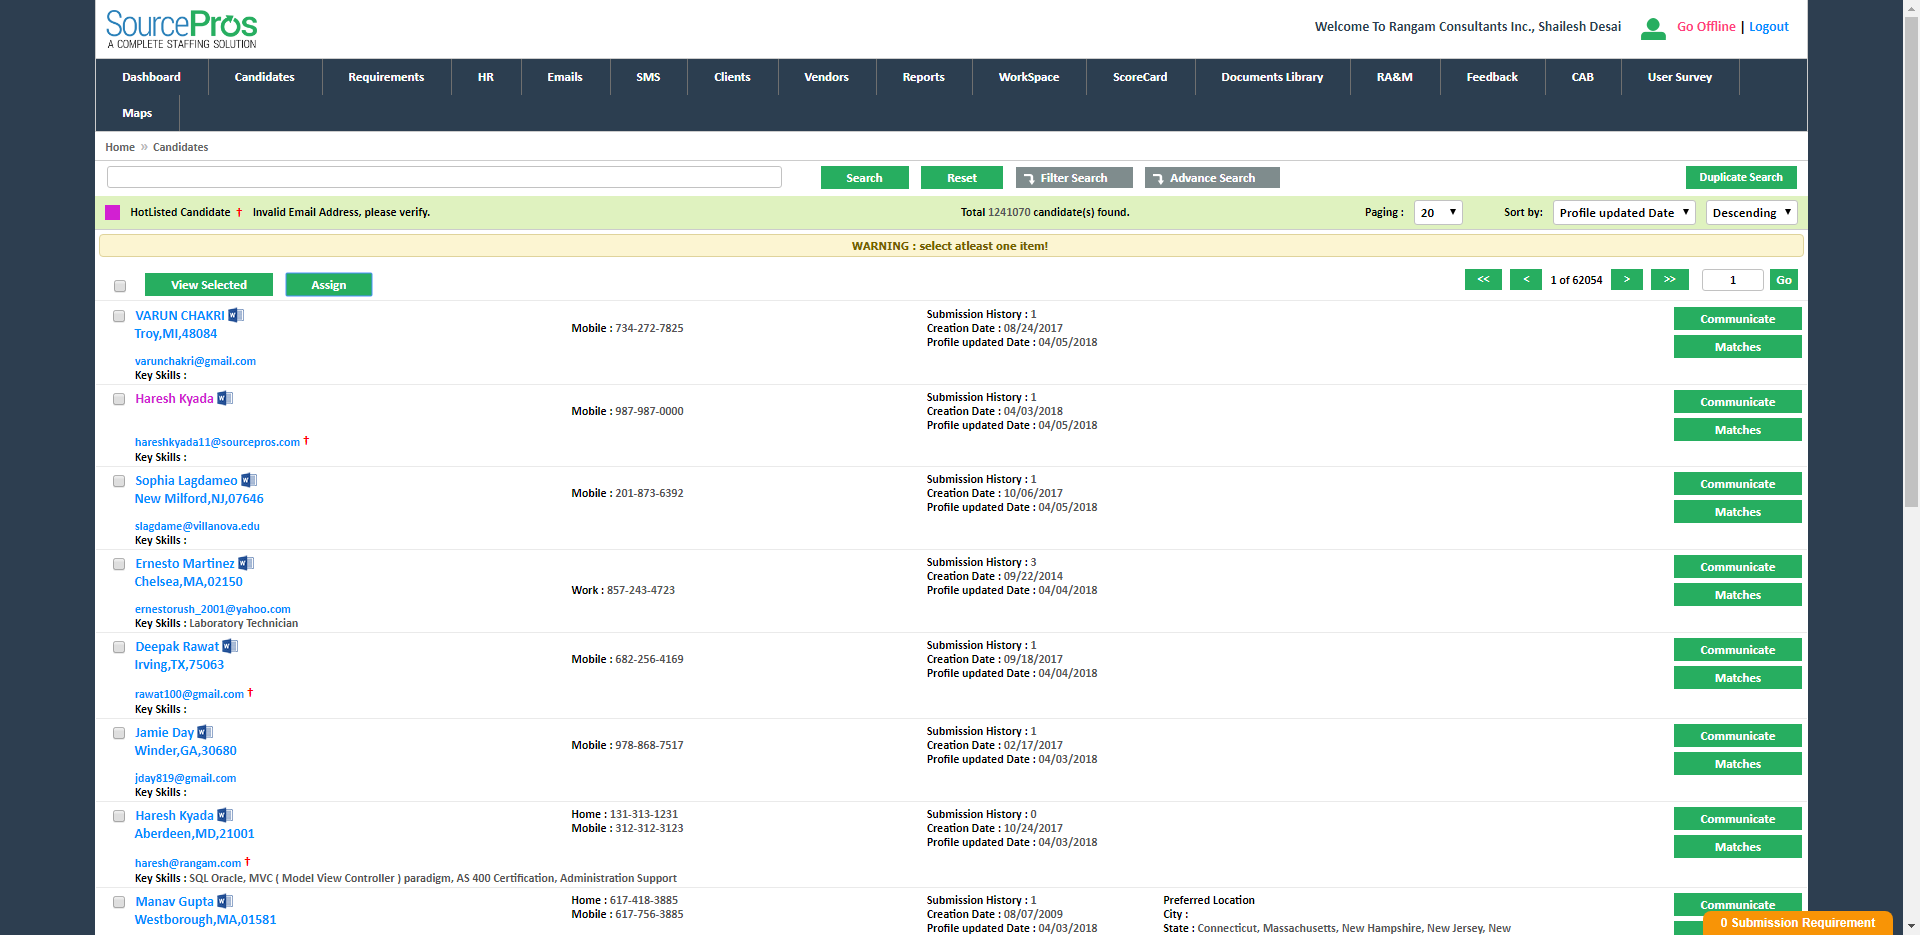 SourcePros
A COMPLETE STAFFING SOLUTION
Welcome To Rangam Consultants Inc., Shailesh Desai Go Offline | Logout
Dashboard Candidates Requirements HR Emails SMS Clients Vendors Reports WorkSpace ScoreCard Documents Library RA&M Feedback CAB User Survey
Maps
Home » Candidates
Search Reset Filter Search Advance Search Duplicate Search
HotListed Candidate † Invalid Email Address, please verify. Total 1241070 candidate(s) found. Paging : 20 Sort by: Profile updated Date Descending
WARNING : select atleast one item!
View Selected Assign << < 1 of 62054 > >> 1 Go
VARUN CHAKRI
Troy,MI,48084
varunchakri@gmail.com
Key Skills :
Mobile : 734-272-7825
Submission History : 1
Creation Date : 08/24/2017
Profile updated Date : 04/05/2018
Communicate
Matches
Haresh Kyada
hareshkyada11@sourcepros.com †
Key Skills :
Mobile : 987-987-0000
Submission History : 1
Creation Date : 04/03/2018
Profile updated Date : 04/05/2018
Communicate
Matches
Sophia Lagdameo
New Milford,NJ,07646
slagdame@villanova.edu
Key Skills :
Mobile : 201-873-6392
Submission History : 1
Creation Date : 10/06/2017
Profile updated Date : 04/05/2018
Communicate
Matches
Ernesto Martinez
Chelsea,MA,02150
ernestorush_2001@yahoo.com
Key Skills : Laboratory Technician
Work : 857-243-4723
Submission History : 3
Creation Date : 09/22/2014
Profile updated Date : 04/04/2018
Communicate
Matches
Deepak Rawat
Irving,TX,75063
rawat100@gmail.com †
Key Skills :
Mobile : 682-256-4169
Submission History : 1
Creation Date : 09/18/2017
Profile updated Date : 04/04/2018
Communicate
Matches
Jamie Day
Winder,GA,30680
jday819@gmail.com
Key Skills :
Mobile : 978-868-7517
Submission History : 1
Creation Date : 02/17/2017
Profile updated Date : 04/03/2018
Communicate
Matches
Haresh Kyada
Aberdeen,MD,21001
haresh@rangam.com †
Key Skills : SQL Oracle, MVC ( Model View Controller ) paradigm, AS 400 Certification, Administration Support
Home : 131-313-1231
Mobile : 312-312-3123
Submission History : 0
Creation Date : 10/24/2017
Profile updated Date : 04/03/2018
Communicate
Matches
Manav Gupta
Westborough,MA,01581
Home : 617-418-3885
Mobile : 617-756-3885
Submission History : 1
Creation Date : 08/07/2009
Profile updated Date : 04/03/2018
Preferred Location
City :
State : Connecticut, Massachusetts, New Hampshire, New Jersey, New
Communicate
0 Submission Requirement